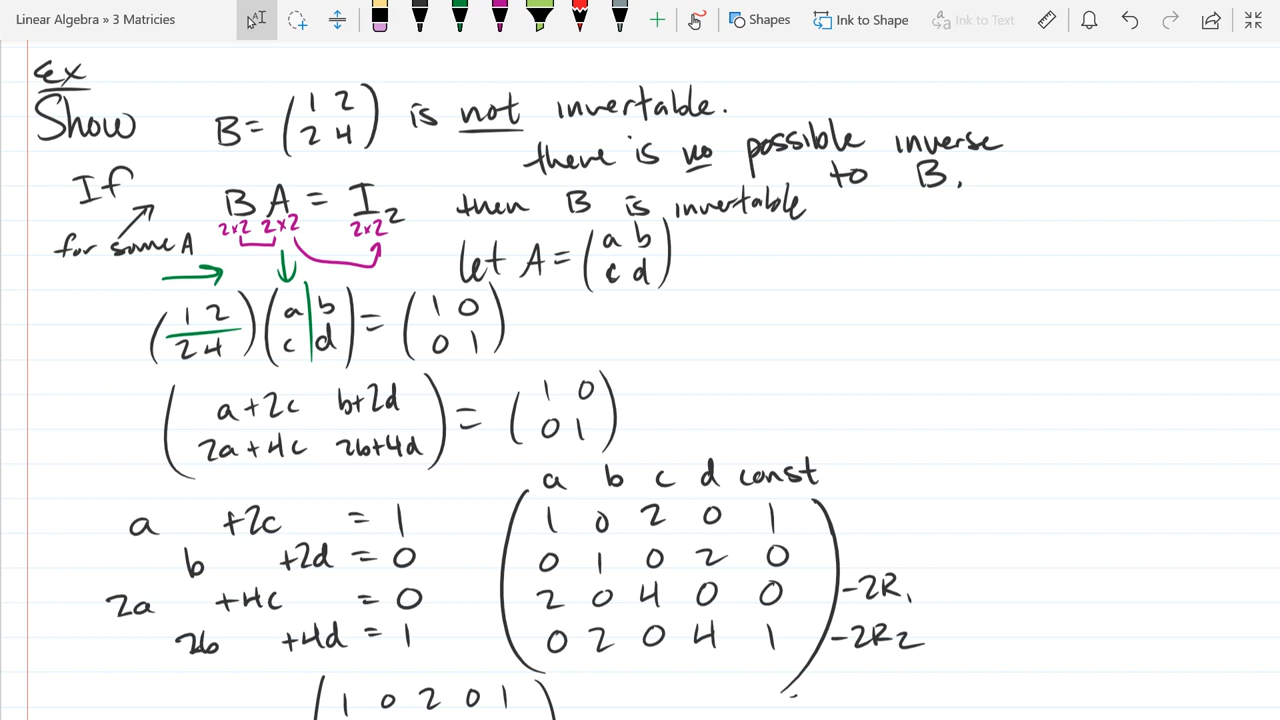 Linear Algebra » 3 Matricies
Shapes Ink to Shape Ink to Text
Ex
Show B = (1 2 is not invertable.
2 4)
there is no possible inverse
to B.
If B A = I2 then B is invertable
2x2 2x2 2x2
for some A
let A = (a b
c d)
(1 2 (a b = (1 0
2 4) c d) 0 1)
(a+2c b+2d = (1 0
2a+4c 2b+4d) 0 1)
a b c d const
a +2c = 1
b +2d = 0
2a +4c = 0
2b +4d = 1
1 0 2 0 1
0 1 0 2 0
2 0 4 0 0 -2R1
0 2 0 4 1 -2R2
(1 0 2 0 1)